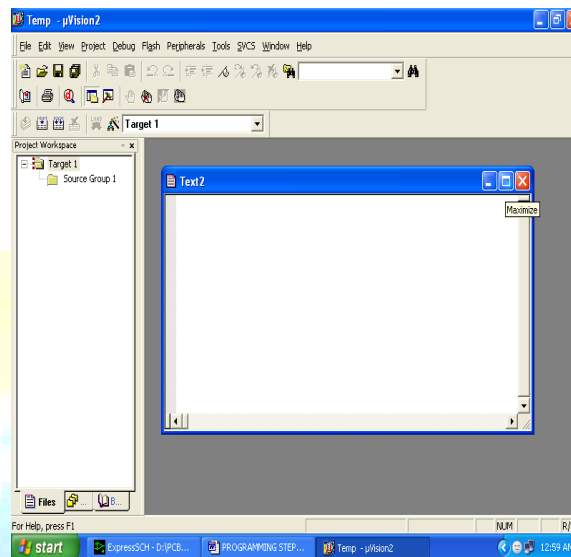 Temp - µVision2
File Edit View Project Debug Flash Peripherals Tools SVCS Window Help
Target 1
Project Workspace
Target 1
Source Group 1
Text2
Maximize
Files ... B...
For Help, press F1 NUM R/
start ExpressSCH - D:\PCB... PROGRAMMING STEP... Temp - µVision2 12:59 AM